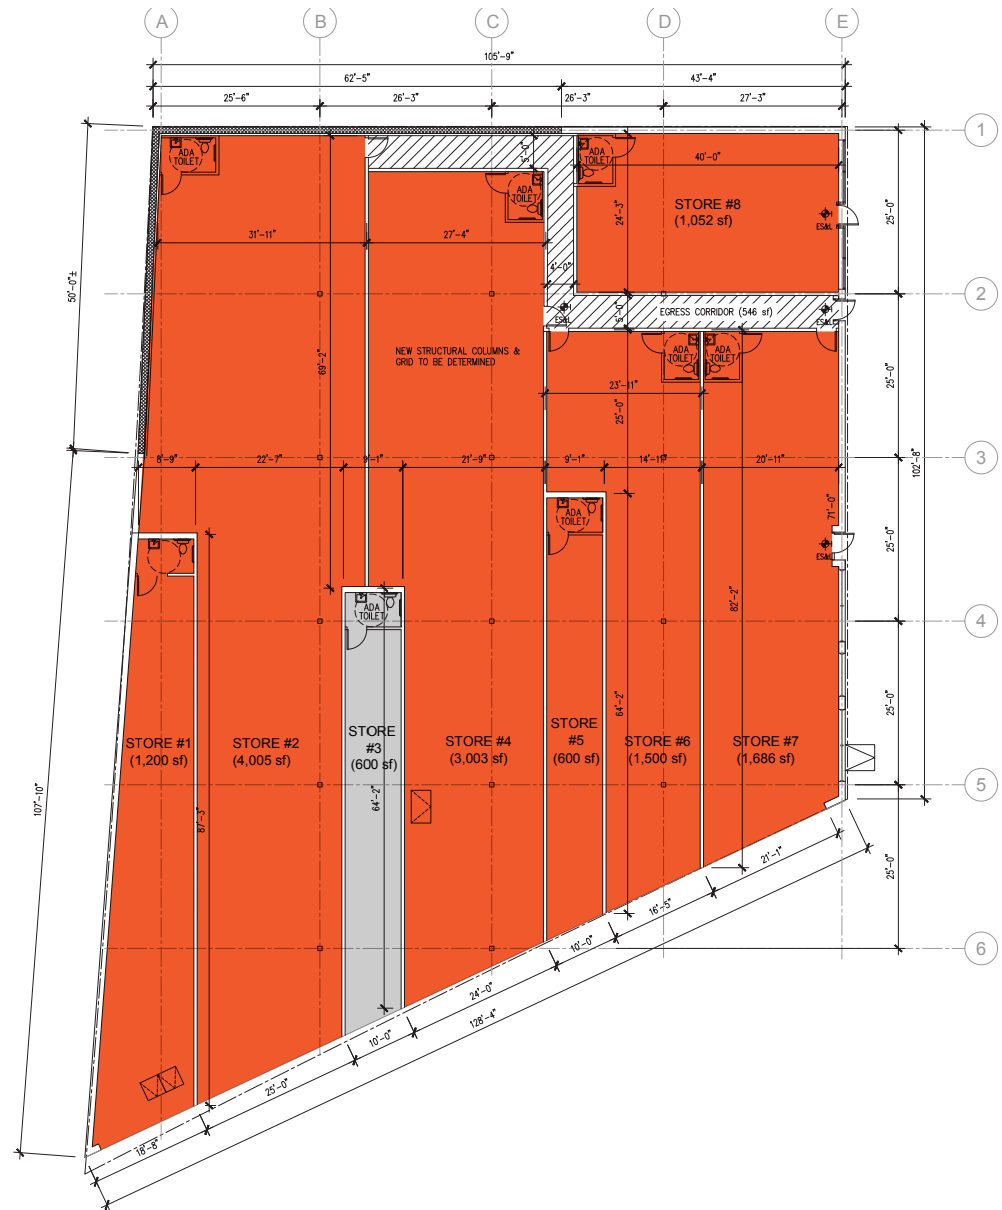 A
B
C
D
E
105'-9"
62'-5"
43'-4"
25'-6"
26'-3"
26'-3"
27'-3"
1
2
3
4
5
6
ADA
TOILET
ADA
TOILET
ADA
TOILET
5'-0"
40'-0"
STORE #8
(1,052 sf)
24'-3"
ES&L
25'-0"
31'-11"
27'-4"
4'-0"
50'-0"±
ES&L
5'-0"
EGRESS CORRIDOR (546 sf)
ES&L
NEW STRUCTURAL COLUMNS &
GRID TO BE DETERMINED
69'-2"
ADA
TOILET
ADA
TOILET
23'-11"
25'-0"
25'-0"
8'-9"
22'-7"
9'-1"
21'-9"
9'-1"
14'-11"
20'-11"
102'-8"
71'-0"
ADA
TOILET
ES&L
25'-0"
ADA
TOILET
82'-2"
64'-2"
25'-0"
STORE #1
(1,200 sf)
STORE #2
(4,005 sf)
STORE
#3
(600 sf)
STORE #4
(3,003 sf)
STORE
#5
(600 sf)
STORE #6
(1,500 sf)
STORE #7
(1,686 sf)
64'-2"
87'-3"
107'-10"
25'-0"
21'-1"
16'-5"
10'-0"
24'-0"
128'-4"
10'-0"
25'-0"
18'-8"